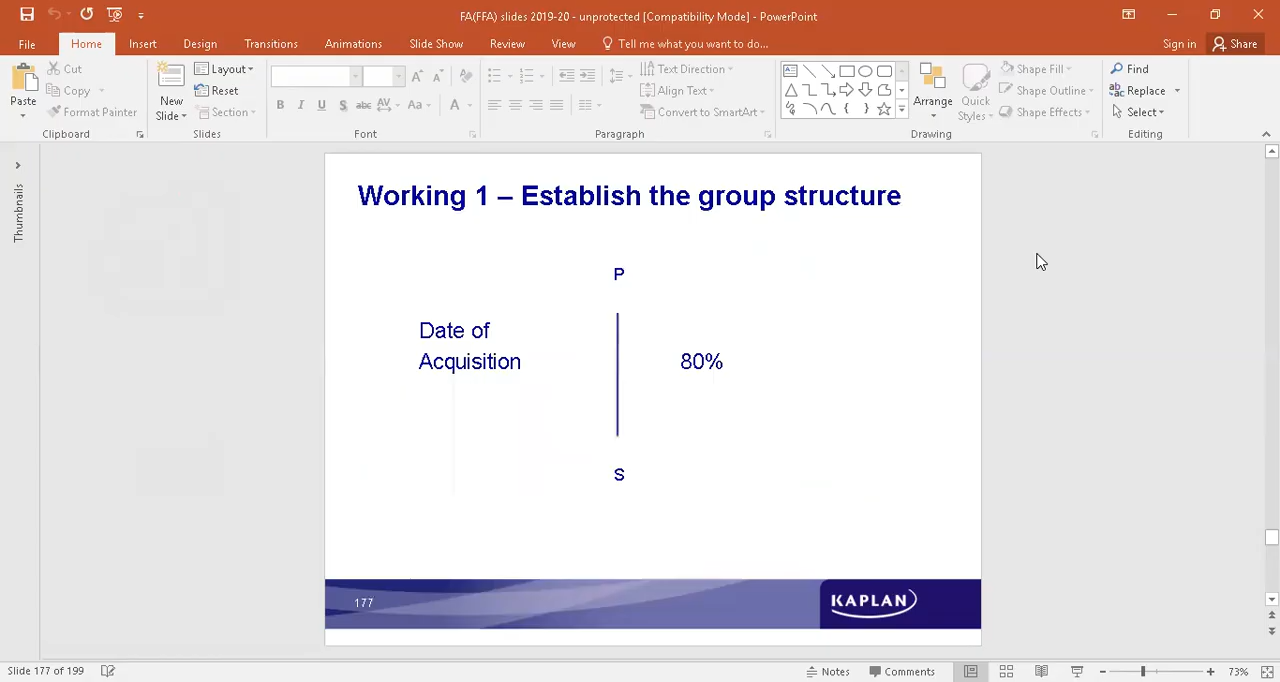 FA(FFA) slides 2019-20 - unprotected [Compatibility Mode] - PowerPoint
File Home Insert Design Transitions Animations Slide Show Review View Tell me what you want to do... Sign in Share
Paste
Cut
Copy
Format Painter
Clipboard
New
Slide
Layout
Reset
Section
Slides
B I U S abc AV Aa A
Font
Text Direction
Align Text
Convert to SmartArt
Paragraph
Arrange
Quick
Styles
Shape Fill
Shape Outline
Shape Effects
Drawing
Find
Replace
Select
Editing
Thumbnails
Working 1 – Establish the group structure
P
Date of
Acquisition
80%
S
177
KAPLAN
Slide 177 of 199
Notes
Comments
73%